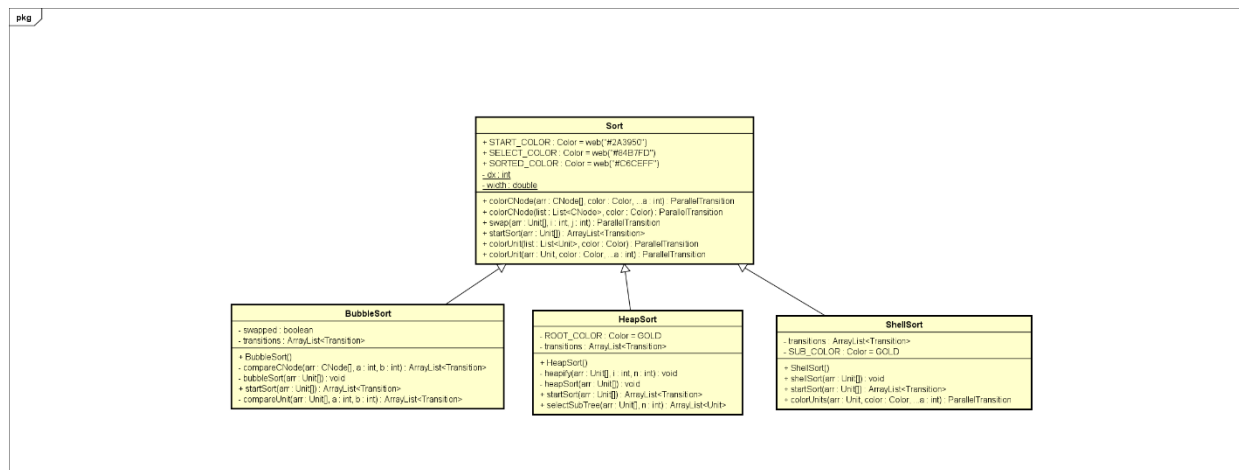 pkg
Sort
+ START_COLOR : Color = web("#2A3950")
+ SELECT_COLOR : Color = web("#84B7FD")
+ SORTED_COLOR : Color = web("#C6CEFF")
- dx : int
- width : double
+ colorCNode(arr : CNode[], color : Color, ...a : int) : ParallelTransition
+ colorCNode(list : List<CNode>, color : Color) : ParallelTransition
+ swap(arr : Unit[], i : int, j : int) : ParallelTransition
+ startSort(arr : Unit[]) : ArrayList<Transition>
+ colorUnit(list : List<Unit>, color : Color) : ParallelTransition
+ colorUnit(arr : Unit, color : Color, ...a : int) : ParallelTransition
BubbleSort
- swapped : boolean
- transitions : ArrayList<Transition>
+ BubbleSort()
- compareCNode(arr : CNode[], a : int, b : int) : ArrayList<Transition>
- bubbleSort(arr : Unit[]) : void
+ startSort(arr : Unit[]) : ArrayList<Transition>
- compareUnit(arr : Unit[], a : int, b : int) : ArrayList<Transition>
HeapSort
- ROOT_COLOR : Color = GOLD
- transitions : ArrayList<Transition>
+ HeapSort()
- heapify(arr : Unit[], i : int, n : int) : void
- heapSort(arr : Unit[]) : void
+ startSort(arr : Unit[]) : ArrayList<Transition>
+ selectSubTree(arr : Unit[], n : int) : ArrayList<Unit>
ShellSort
- transitions : ArrayList<Transition>
- SUB_COLOR : Color = GOLD
+ ShellSort()
+ shellSort(arr : Unit[]) : void
+ startSort(arr : Unit[]) : ArrayList<Transition>
+ colorUnits(arr : Unit, color : Color, ...a : int) : ParallelTransition